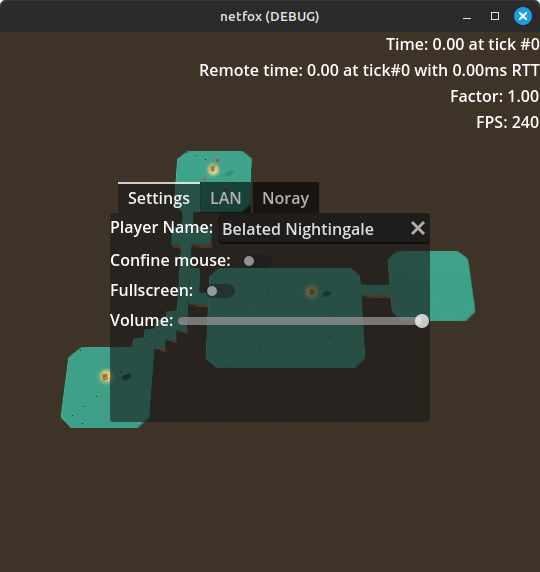 netfox (DEBUG)
Time: 0.00 at tick #0
Remote time: 0.00 at tick#0 with 0.00ms RTT
Factor: 1.00
FPS: 240
Settings LAN Noray
Player Name: Belated Nightingale
Confine mouse:
Fullscreen:
Volume: